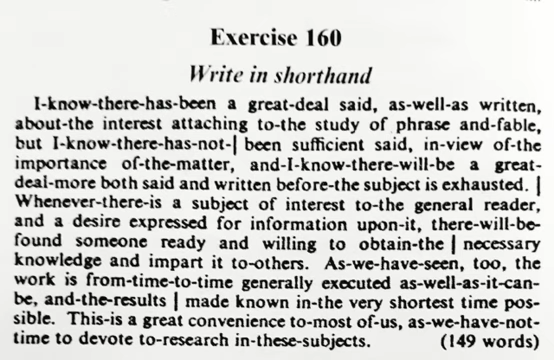 Exercise 160
Write in shorthand
I-know-there-has-been a great-deal said, as-well-as written,
about-the interest attaching to-the study of phrase and-fable,
but I-know-there-has-not-| been sufficient said, in-view of-the
importance of-the-matter, and-I-know-there-will-be a great-
deal-more both said and written before-the subject is exhausted. |
Whenever-there-is a subject of interest to-the general reader,
and a desire expressed for information upon-it, there-will-be-
found someone ready and willing to obtain-the | necessary
knowledge and impart it to-others. As-we-have-seen, too, the
work is from-time-to-time generally executed as-well-as-it-can-
be, and-the-results | made known in-the very shortest time pos-
sible. This-is a great convenience to-most of-us, as-we-have-not-
time to devote to-research in-these-subjects. (149 words)